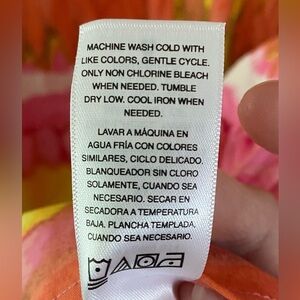 MACHINE WASH COLD WITH
LIKE COLORS, GENTLE CYCLE.
ONLY NON CHLORINE BLEACH
WHEN NEEDED. TUMBLE
DRY LOW. COOL IRON WHEN
NEEDED.
LAVAR A MÁQUINA EN
AGUA FRÍA CON COLORES
SIMILARES, CICLO DELICADO.
BLANQUEADOR SIN CLORO
SOLAMENTE, CUANDO SEA
NECESARIO. SECAR EN
SECADORA A TEMPERATURA
BAJA. PLANCHA TEMPLADA,
CUANDO SEA NECESARIO.